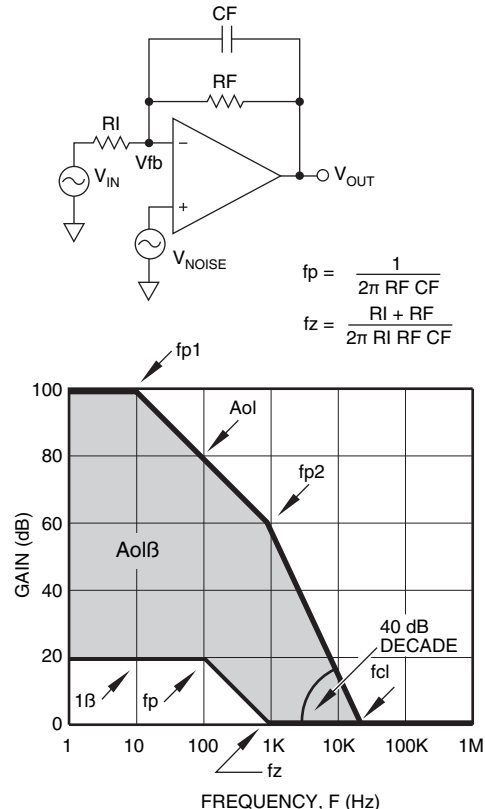 CF
RF
RI
Vfb
−
+
V_IN
V_OUT
V_NOISE
fp = 1 / 2π RF CF
fz = RI + RF / 2π RI RF CF
fp1
Aol
fp2
100
80
60
40
20
0
GAIN (dB)
Aolß
1ß
fp
40 dB
DECADE
fcl
1
10
100
1K
10K
100K
1M
fz
FREQUENCY, F (Hz)